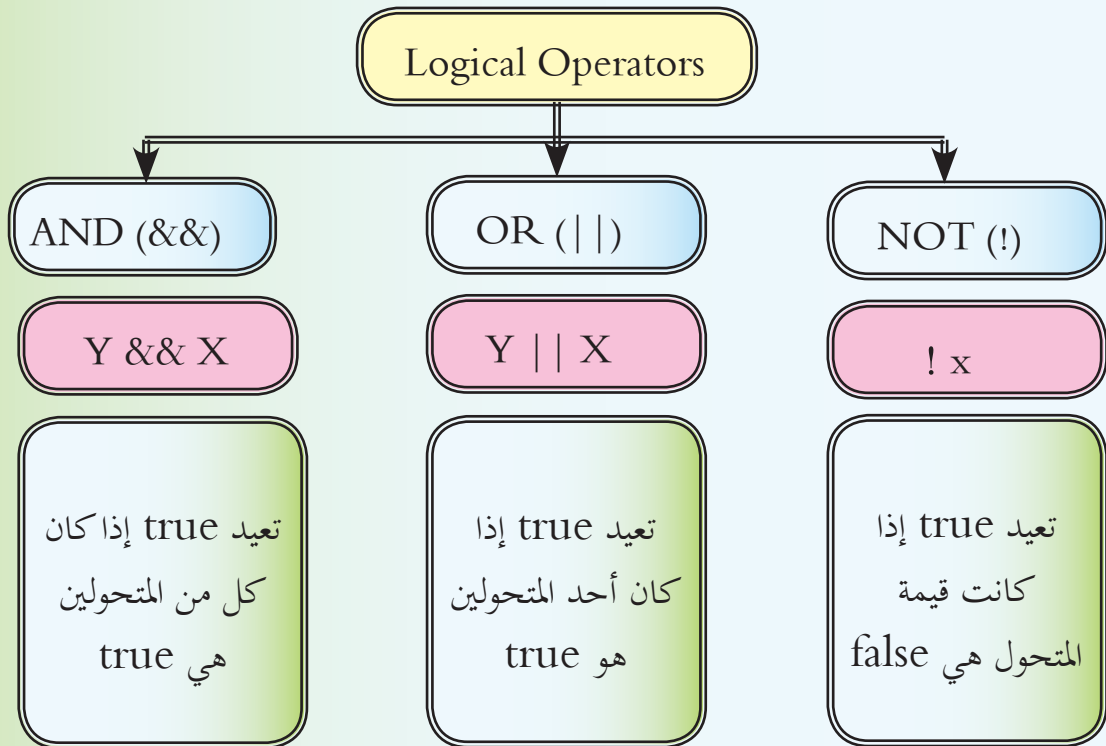 Logical Operators
AND (&&)
OR (||)
NOT (!)
Y && X
Y || X
! x
تعيد true إذا كان
كل من المتحولين
هي true
تعيد true إذا
كان أحد المتحولين
هو true
تعيد true إذا
كانت قيمة
المتحول هي false